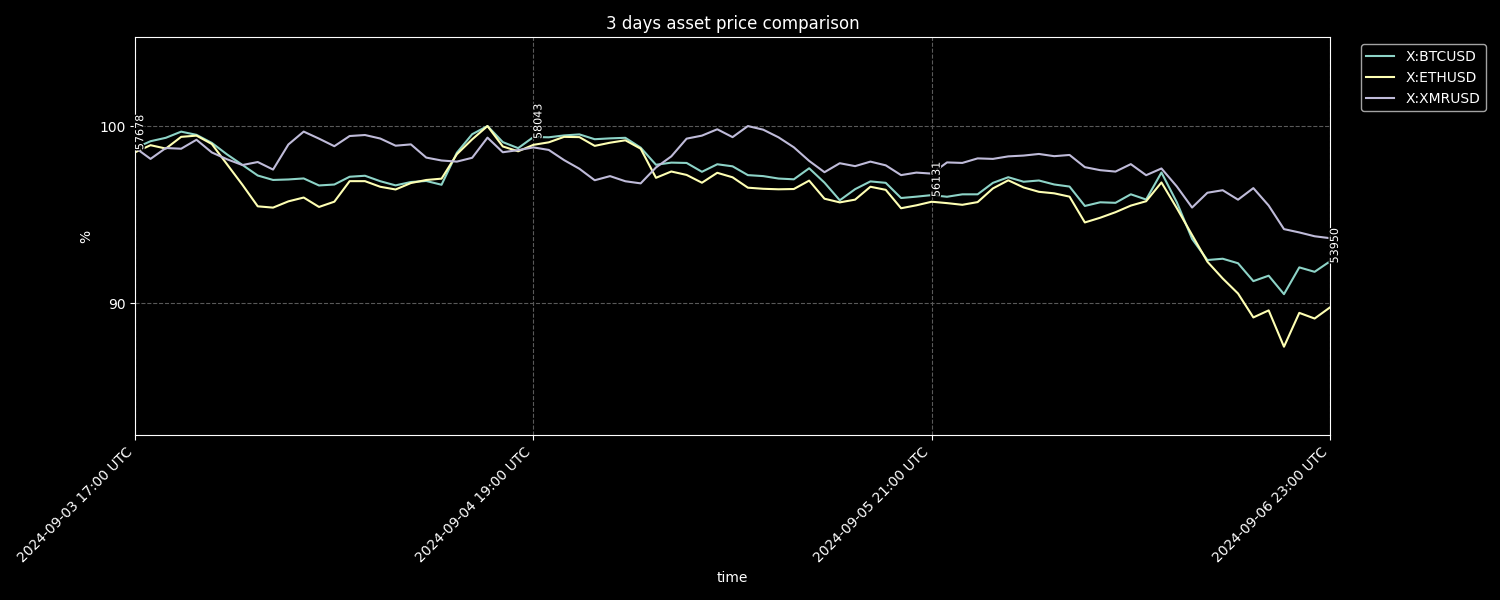 3 days asset price comparison
X:BTCUSD
X:ETHUSD
X:XMRUSD
100
90
%
57678
58043
56131
53950
2024-09-03 17:00 UTC
2024-09-04 19:00 UTC
2024-09-05 21:00 UTC
2024-09-06 23:00 UTC
time